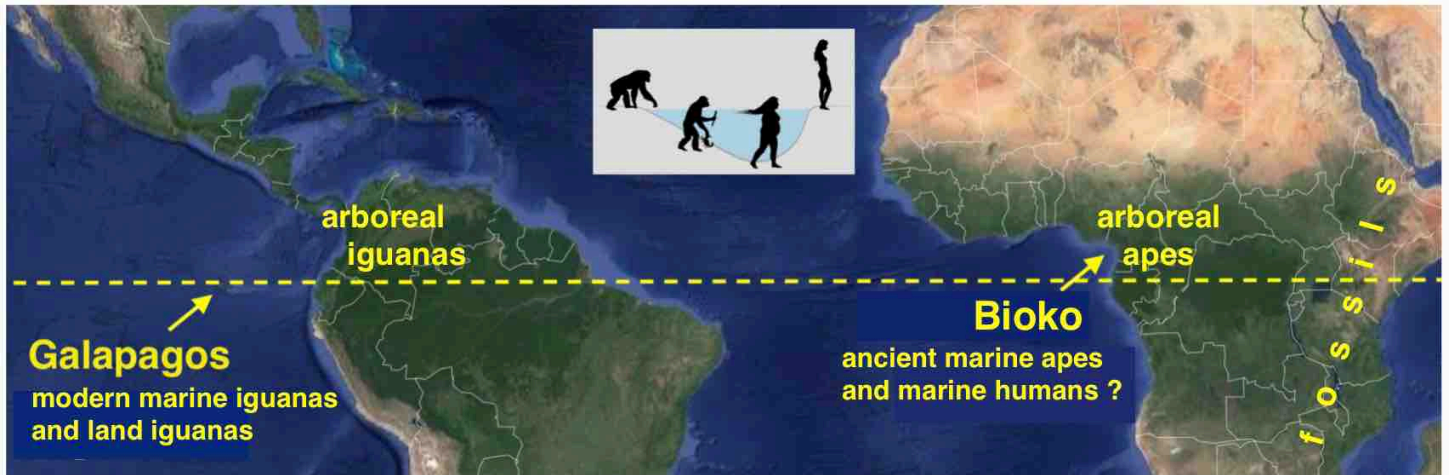 arboreal
iguanas
arboreal
apes
Galapagos
modern marine iguanas
and land iguanas
Bioko
ancient marine apes
and marine humans ?
fossils